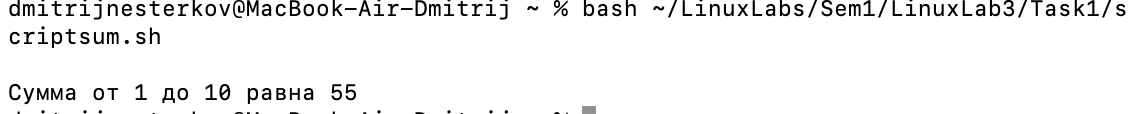 dmitrijnesterkov@MacBook-Air-Dmitrij ~ % bash ~/LinuxLabs/Sem1/LinuxLab3/Task1/s
criptsum.sh
Сумма от 1 до 10 равна 55